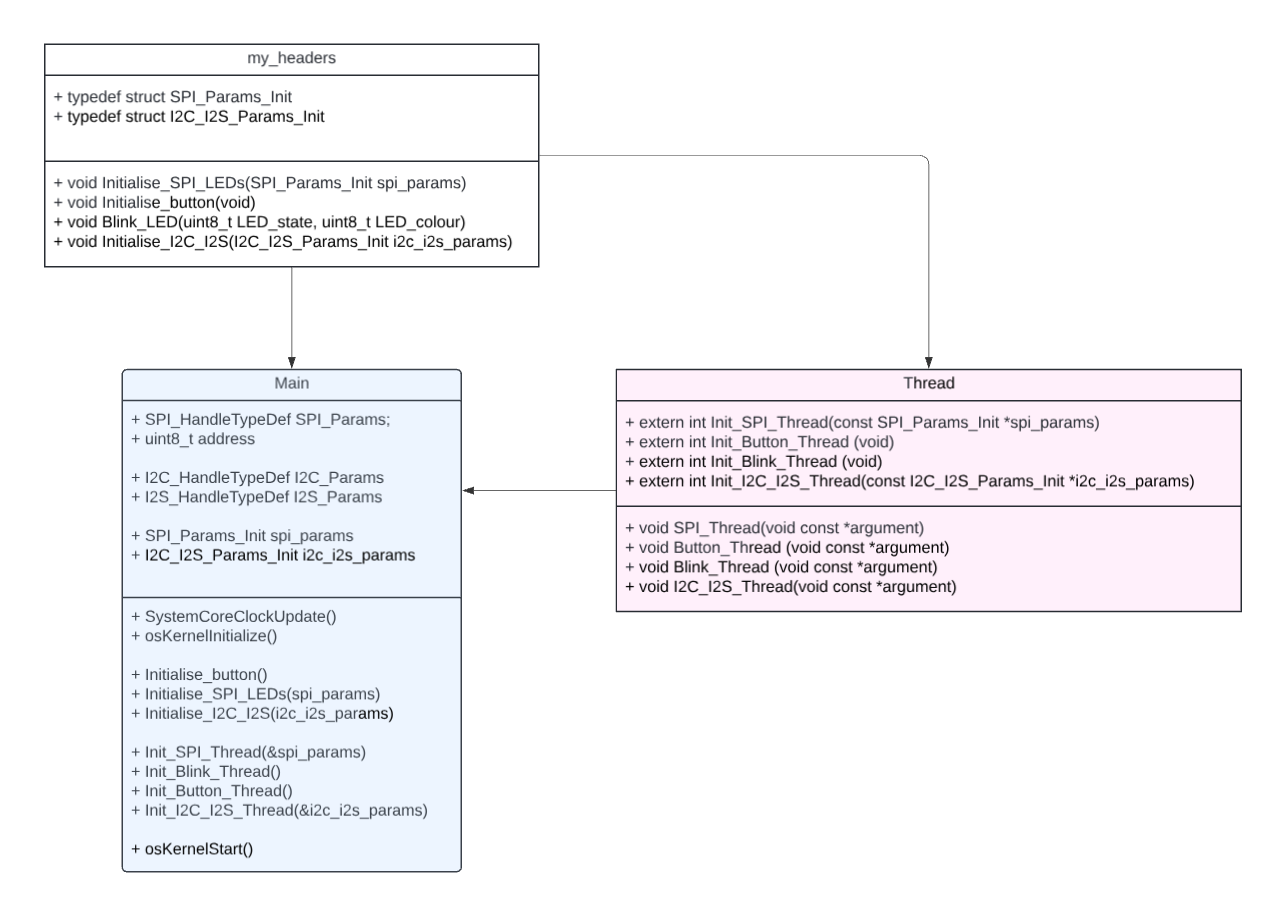 my_headers
+ typedef struct SPI_Params_Init
+ typedef struct I2C_I2S_Params_Init
+ void Initialise_SPI_LEDs(SPI_Params_Init spi_params)
+ void Initialise_button(void)
+ void Blink_LED(uint8_t LED_state, uint8_t LED_colour)
+ void Initialise_I2C_I2S(I2C_I2S_Params_Init i2c_i2s_params)
Main
+ SPI_HandleTypeDef SPI_Params;
+ uint8_t address
+ I2C_HandleTypeDef I2C_Params
+ I2S_HandleTypeDef I2S_Params
+ SPI_Params_Init spi_params
+ I2C_I2S_Params_Init i2c_i2s_params
+ SystemCoreClockUpdate()
+ osKernelInitialize()
+ Initialise_button()
+ Initialise_SPI_LEDs(spi_params)
+ Initialise_I2C_I2S(i2c_i2s_params)
+ Init_SPI_Thread(&spi_params)
+ Init_Blink_Thread()
+ Init_Button_Thread()
+ Init_I2C_I2S_Thread(&i2c_i2s_params)
+ osKernelStart()
Thread
+ extern int Init_SPI_Thread(const SPI_Params_Init *spi_params)
+ extern int Init_Button_Thread (void)
+ extern int Init_Blink_Thread (void)
+ extern int Init_I2C_I2S_Thread(const I2C_I2S_Params_Init *i2c_i2s_params)
+ void SPI_Thread(void const *argument)
+ void Button_Thread (void const *argument)
+ void Blink_Thread (void const *argument)
+ void I2C_I2S_Thread(void const *argument)